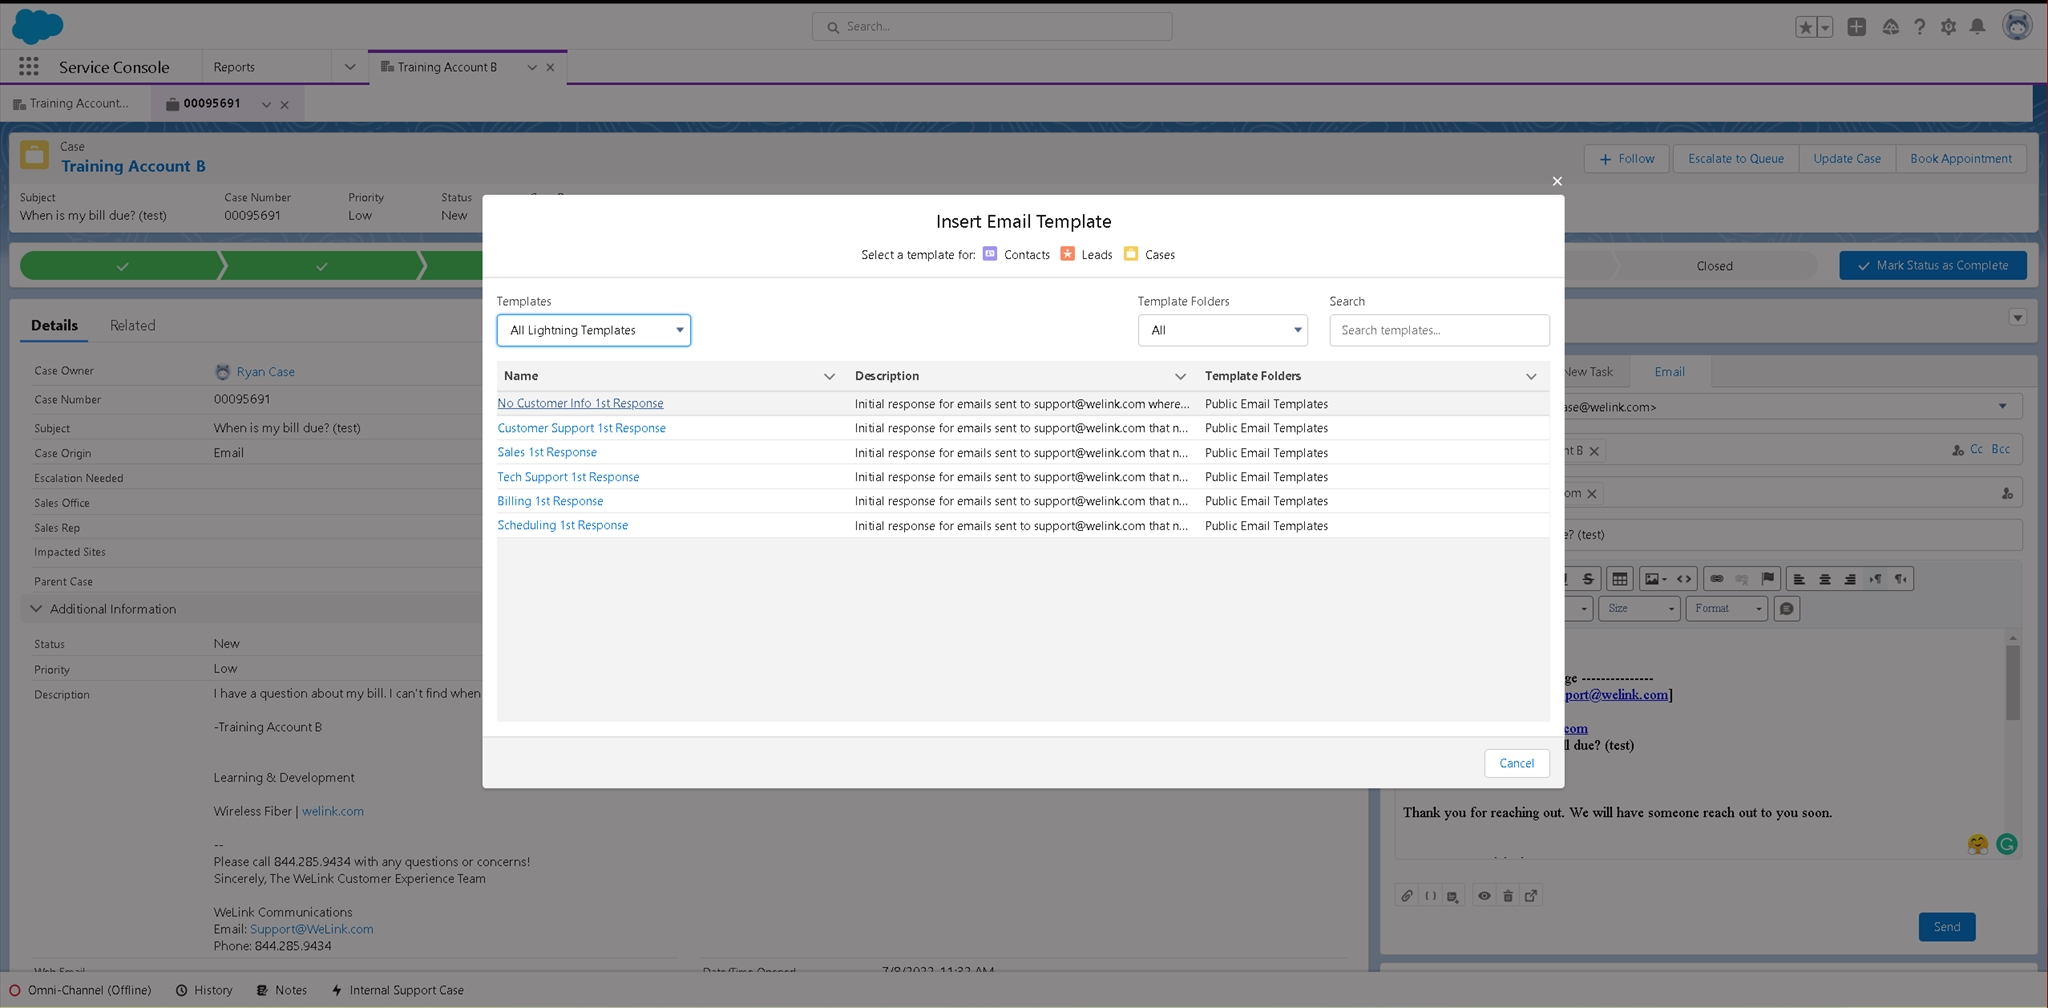 Search...
Service Console
Reports
Training Account B
Training Account...
00095691
Case
Training Account B
Follow
Escalate to Queue
Update Case
Book Appointment
Subject
Case Number
Priority
Status
When is my bill due? (test)
00095691
Low
New
Closed
Mark Status as Complete
Details
Related
Case Owner
Ryan Case
Case Number
00095691
Subject
When is my bill due? (test)
Case Origin
Email
Escalation Needed
Sales Office
Sales Rep
Impacted Sites
Parent Case
Additional Information
Status
New
Priority
Low
Description
I have a question about my bill. I can't find when
-Training Account B
Learning & Development
Wireless Fiber | welink.com
--
Please call 844.285.9434 with any questions or concerns!
Sincerely, The WeLink Customer Experience Team
WeLink Communications
Email: Support@WeLink.com
Phone: 844.285.9434
Web Email
Date/Time Opened
7/8/2022, 11:32 AM
Insert Email Template
Select a template for: Contacts Leads Cases
Templates
All Lightning Templates
Template Folders
All
Search
Search templates...
Name Description Template Folders
No Customer Info 1st Response Initial response for emails sent to support@welink.com where... Public Email Templates
Customer Support 1st Response Initial response for emails sent to support@welink.com that n... Public Email Templates
Sales 1st Response Initial response for emails sent to support@welink.com that n... Public Email Templates
Tech Support 1st Response Initial response for emails sent to support@welink.com that n... Public Email Templates
Billing 1st Response Initial response for emails sent to support@welink.com that n... Public Email Templates
Scheduling 1st Response Initial response for emails sent to support@welink.com that n... Public Email Templates
Cancel
New Task
Email
ase@welink.com>
nt B
Cc Bcc
om
e? (test)
Size
Format
ge ---------------
port@welink.com]
com
ll due? (test)
Thank you for reaching out. We will have someone reach out to you soon.
Send
Omni-Channel (Offline)
History
Notes
Internal Support Case